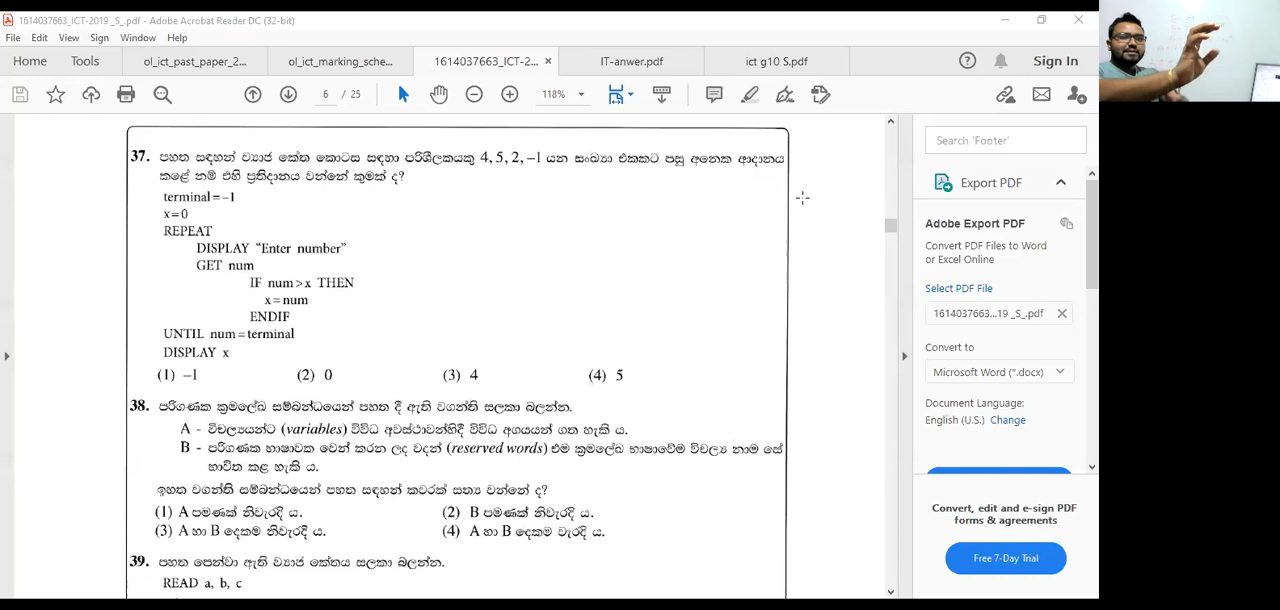 1614037663_ICT-2019 _S_.pdf - Adobe Acrobat Reader DC (32-bit)
File Edit View Sign Window Help
Home Tools ol_ict_past_paper_2... ol_ict_marking_sche... 1614037663_ICT-2... × IT-anwer.pdf ict g10 S.pdf Sign In
6 / 25 118%
37. පහත සඳහන් ව්‍යාජ කේත කොටස සඳහා පරිශීලකයකු 4, 5, 2, −1 යන සංඛ්‍යා එකකට පසු අනෙක ආදානය
කළේ නම් එහි ප්‍රතිදානය වන්නේ කුමක් ද?
terminal = −1
x = 0
REPEAT
DISPLAY “Enter number”
GET num
IF num > x THEN
x = num
ENDIF
UNTIL num = terminal
DISPLAY x
(1) −1 (2) 0 (3) 4 (4) 5
38. පරිගණක ක්‍රමලේඛ සම්බන්ධයෙන් පහත දී ඇති වගන්ති සලකා බලන්න.
A - විචල්‍යයන්ට (variables) විවිධ අවස්ථාවන්හිදී විවිධ අගයයන් ගත හැකි ය.
B - පරිගණක භාෂාවක වෙන් කරන ලද වදන් (reserved words) එම ක්‍රමලේඛ භාෂාවේම විචල්‍ය නාම සේ
භාවිත කළ හැකි ය.
ඉහත වගන්ති සම්බන්ධයෙන් පහත සඳහන් කවරක් සත්‍ය වන්නේ ද?
(1) A පමණක් නිවැරදි ය. (2) B පමණක් නිවැරදි ය.
(3) A හා B දෙකම නිවැරදි ය. (4) A හා B දෙකම වැරදි ය.
39. පහත පෙන්වා ඇති ව්‍යාජ කේතය සලකා බලන්න.
READ a, b, c
Search 'Footer'
Export PDF
Adobe Export PDF
Convert PDF Files to Word
or Excel Online
Select PDF File
1614037663...19 _S_.pdf ×
Convert to
Microsoft Word (*.docx)
Document Language:
English (U.S.) Change
Convert, edit and e-sign PDF
forms & agreements
Free 7-Day Trial